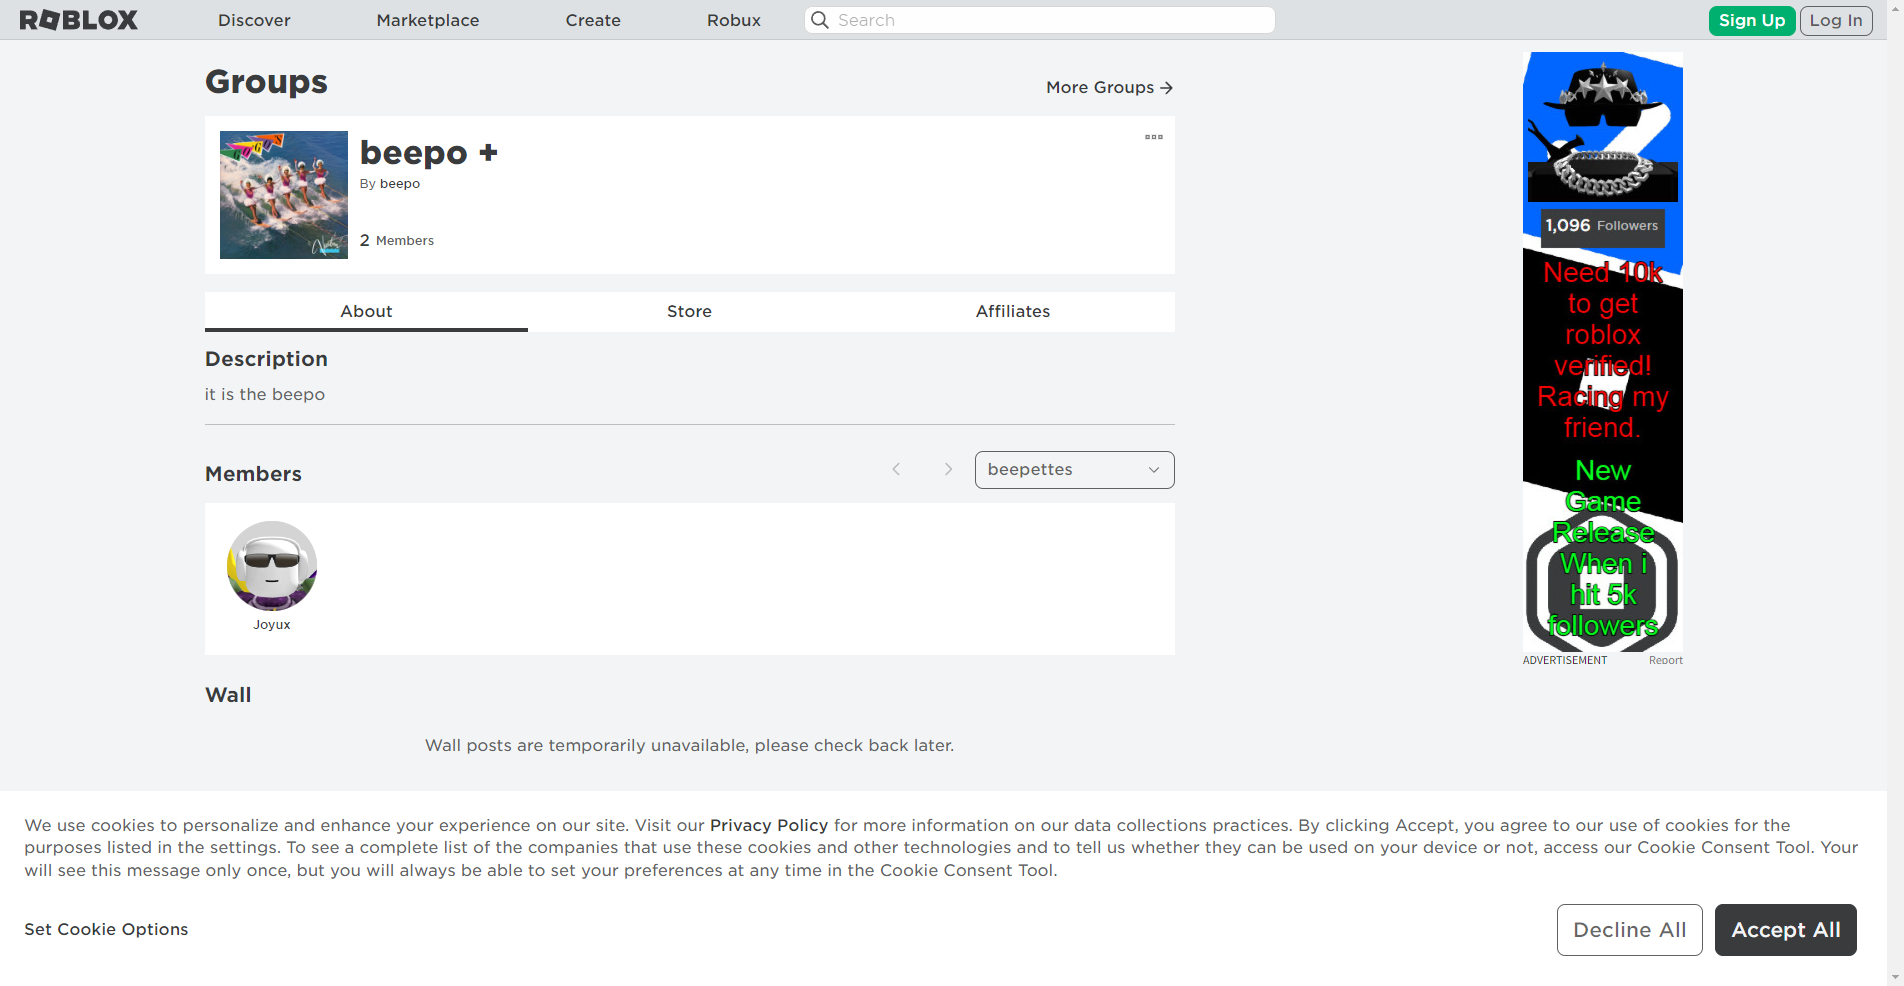 ROBLOX
Discover
Marketplace
Create
Robux
Search
Sign Up
Log In
Groups
More Groups
GO-GO'S
beepo +
By beepo
2 Members
About
Store
Affiliates
Description
it is the beepo
Members
beepettes
Joyux
Wall
Wall posts are temporarily unavailable, please check back later.
1,096 Followers
Need 10k
to get
roblox
verified!
Racing my
friend.
New
Game
Release
When i
hit 5k
followers
ADVERTISEMENT
Report
We use cookies to personalize and enhance your experience on our site. Visit our Privacy Policy for more information on our data collections practices. By clicking Accept, you agree to our use of cookies for the
purposes listed in the settings. To see a complete list of the companies that use these cookies and other technologies and to tell us whether they can be used on your device or not, access our Cookie Consent Tool. Your
will see this message only once, but you will always be able to set your preferences at any time in the Cookie Consent Tool.
Set Cookie Options
Decline All
Accept All